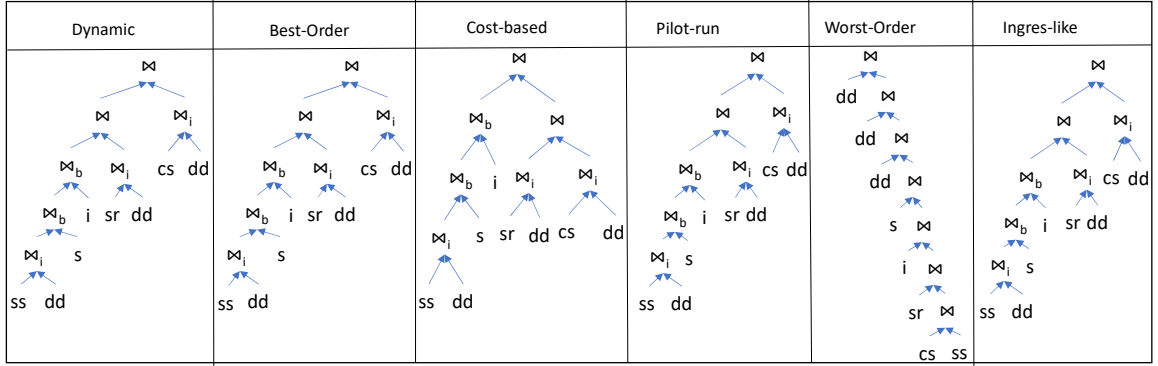 Dynamic
⋈
⋈ ⋈i
⋈b ⋈i cs dd
⋈b i sr dd
⋈i s
ss dd
Best-Order
⋈
⋈ ⋈i
⋈b ⋈i cs dd
⋈b i sr dd
⋈i s
ss dd
Cost-based
⋈
⋈b ⋈
⋈b i ⋈i ⋈i
⋈i s sr dd cs dd
ss dd
Pilot-run
⋈
⋈ ⋈i
⋈b ⋈i cs dd
⋈b i sr dd
⋈i s
ss dd
Worst-Order
⋈
dd ⋈
dd ⋈
dd ⋈
s ⋈
i ⋈
sr ⋈
cs ss
Ingres-like
⋈
⋈ ⋈i
⋈b ⋈i cs dd
⋈b i sr dd
⋈i s
ss dd